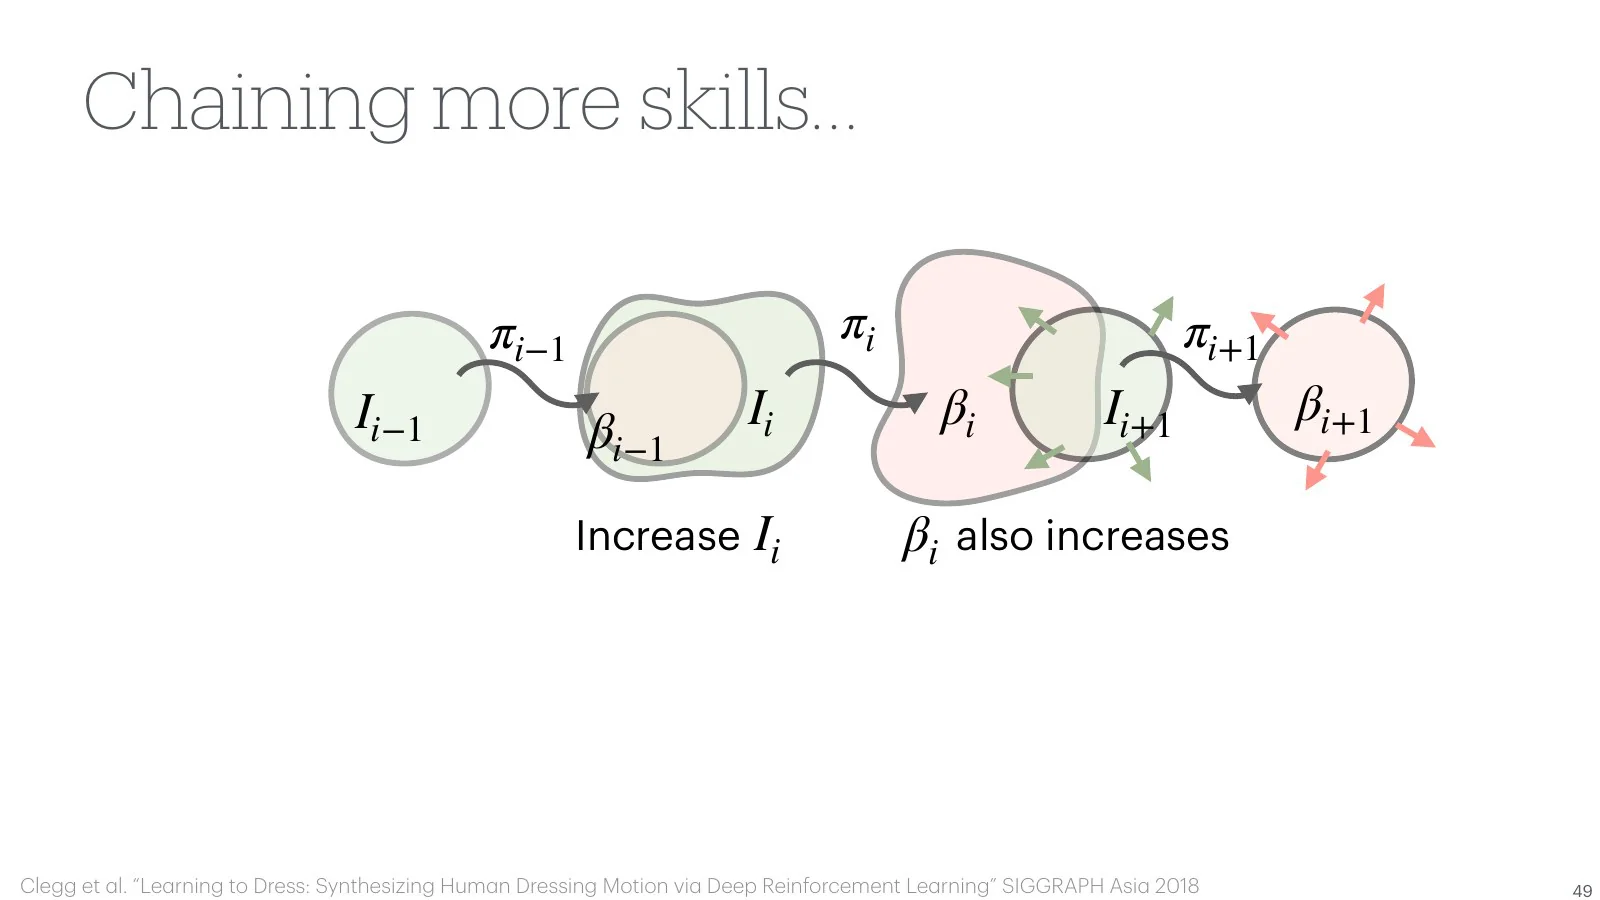 Chaining more skills...
π_{i−1}
π_i
π_{i+1}
I_{i−1}
β_{i−1}
I_i
β_i
I_{i+1}
β_{i+1}
Increase I_i
β_i also increases
Clegg et al. “Learning to Dress: Synthesizing Human Dressing Motion via Deep Reinforcement Learning” SIGGRAPH Asia 2018
49